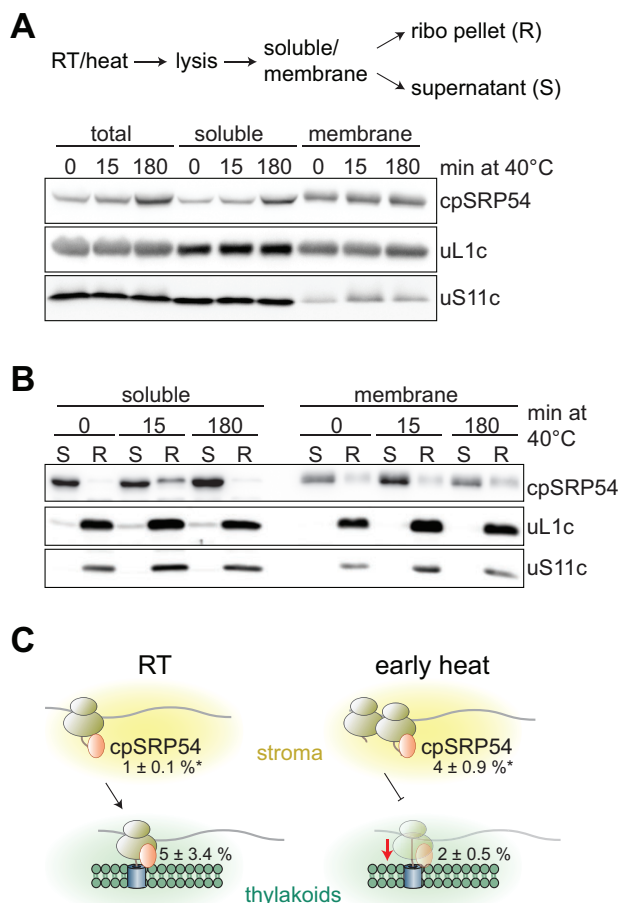 A
RT/heat → lysis → soluble/
membrane
ribo pellet (R)
supernatant (S)
total soluble membrane
0 15 180 0 15 180 0 15 180 min at 40°C
cpSRP54
uL1c
uS11c
B
soluble membrane
0 15 180 0 15 180 min at
40°C
S R S R S R S R S R S R
cpSRP54
uL1c
uS11c
C
RT early heat
cpSRP54 cpSRP54
1 ± 0.1 %* stroma 4 ± 0.9 %*
5 ± 3.4 % 2 ± 0.5 %
thylakoids